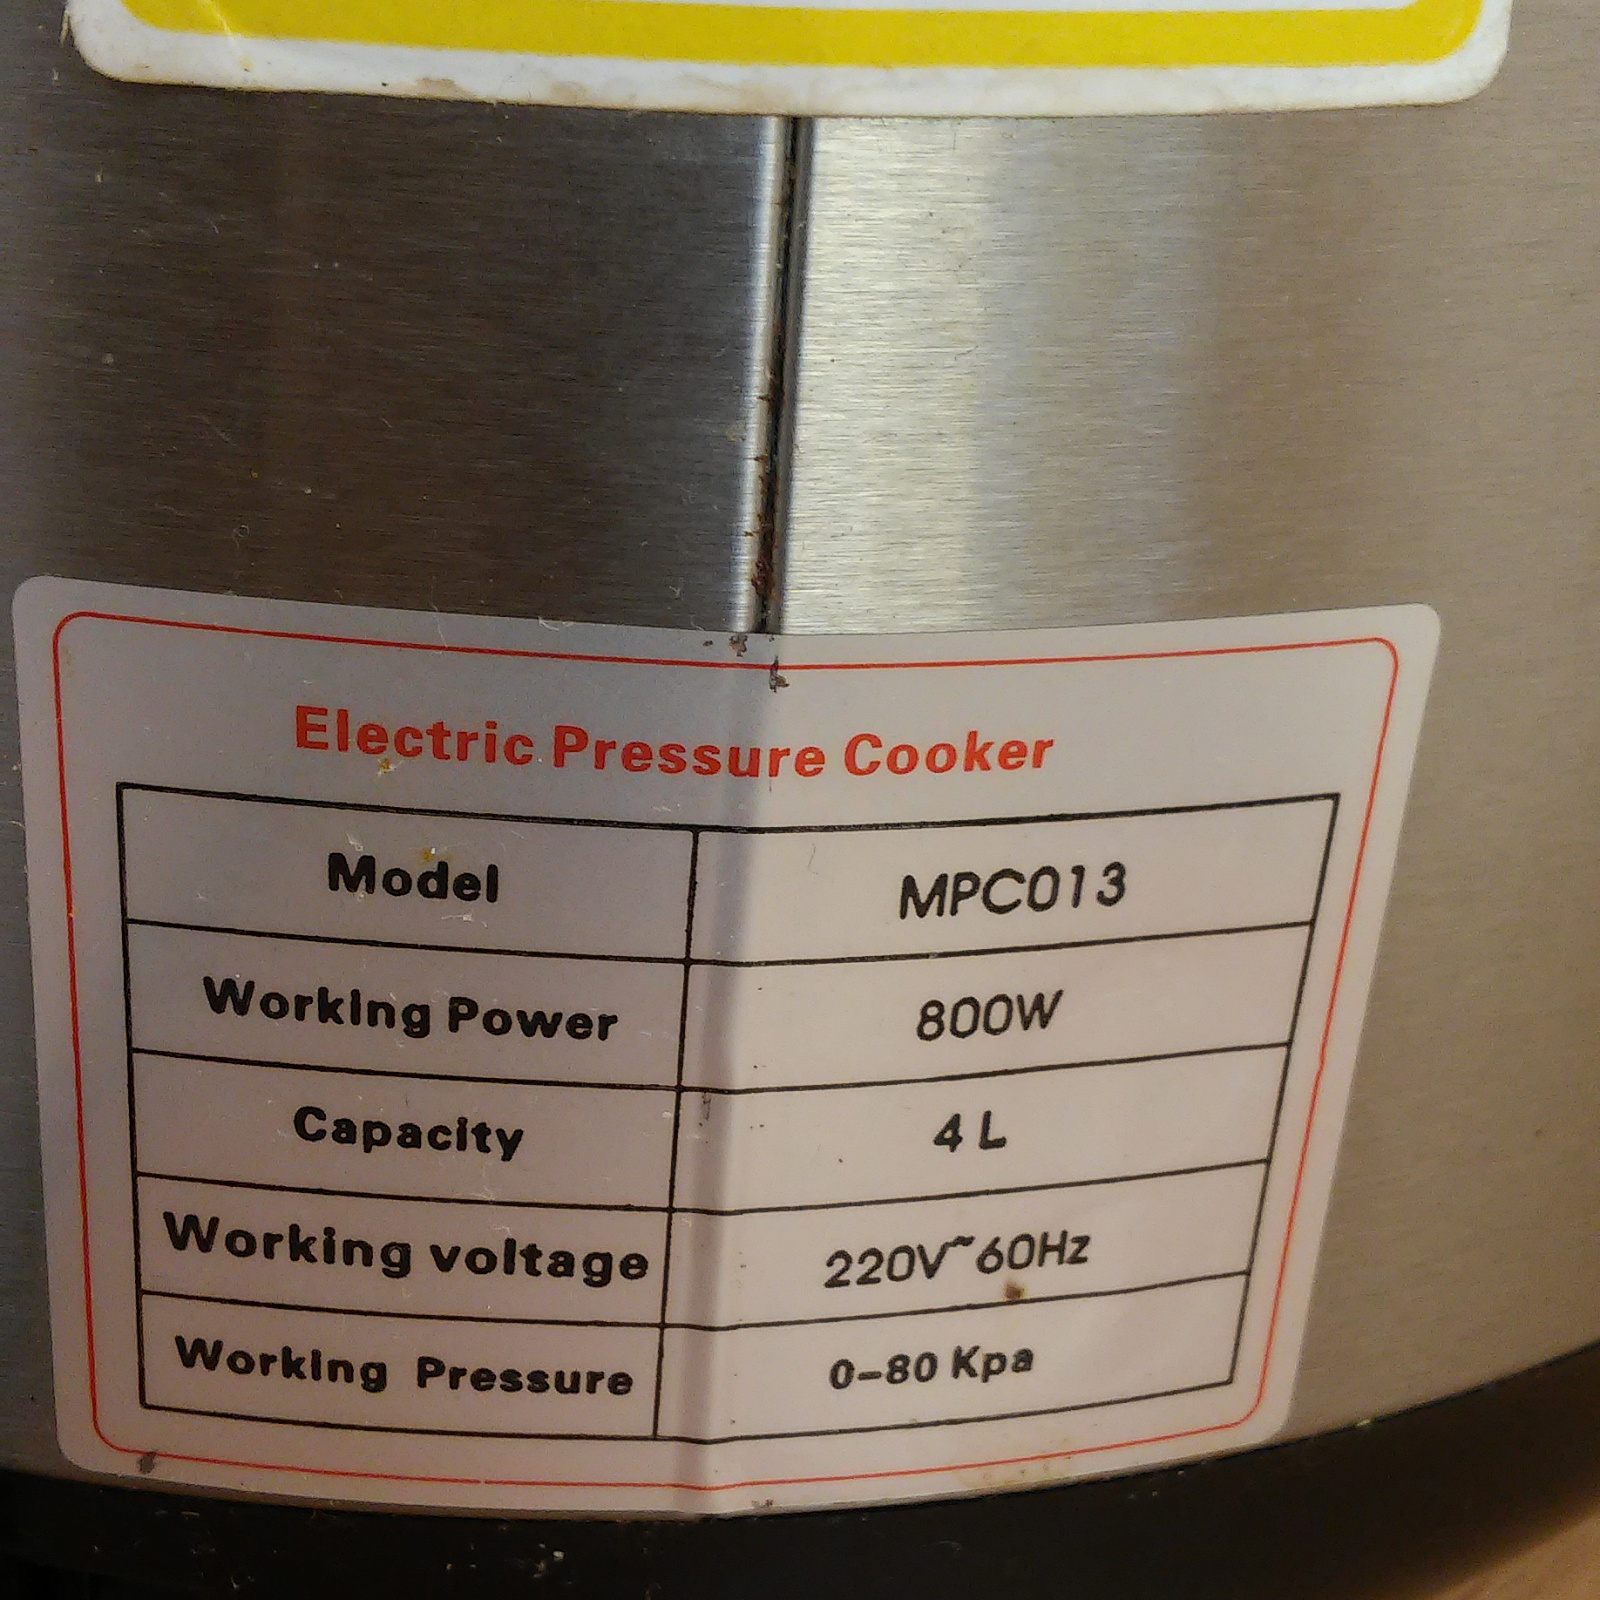 Electric Pressure Cooker
Model MPC013
Working Power 800W
Capacity 4 L
Working voltage 220V~60Hz
Working Pressure 0-80 Kpa